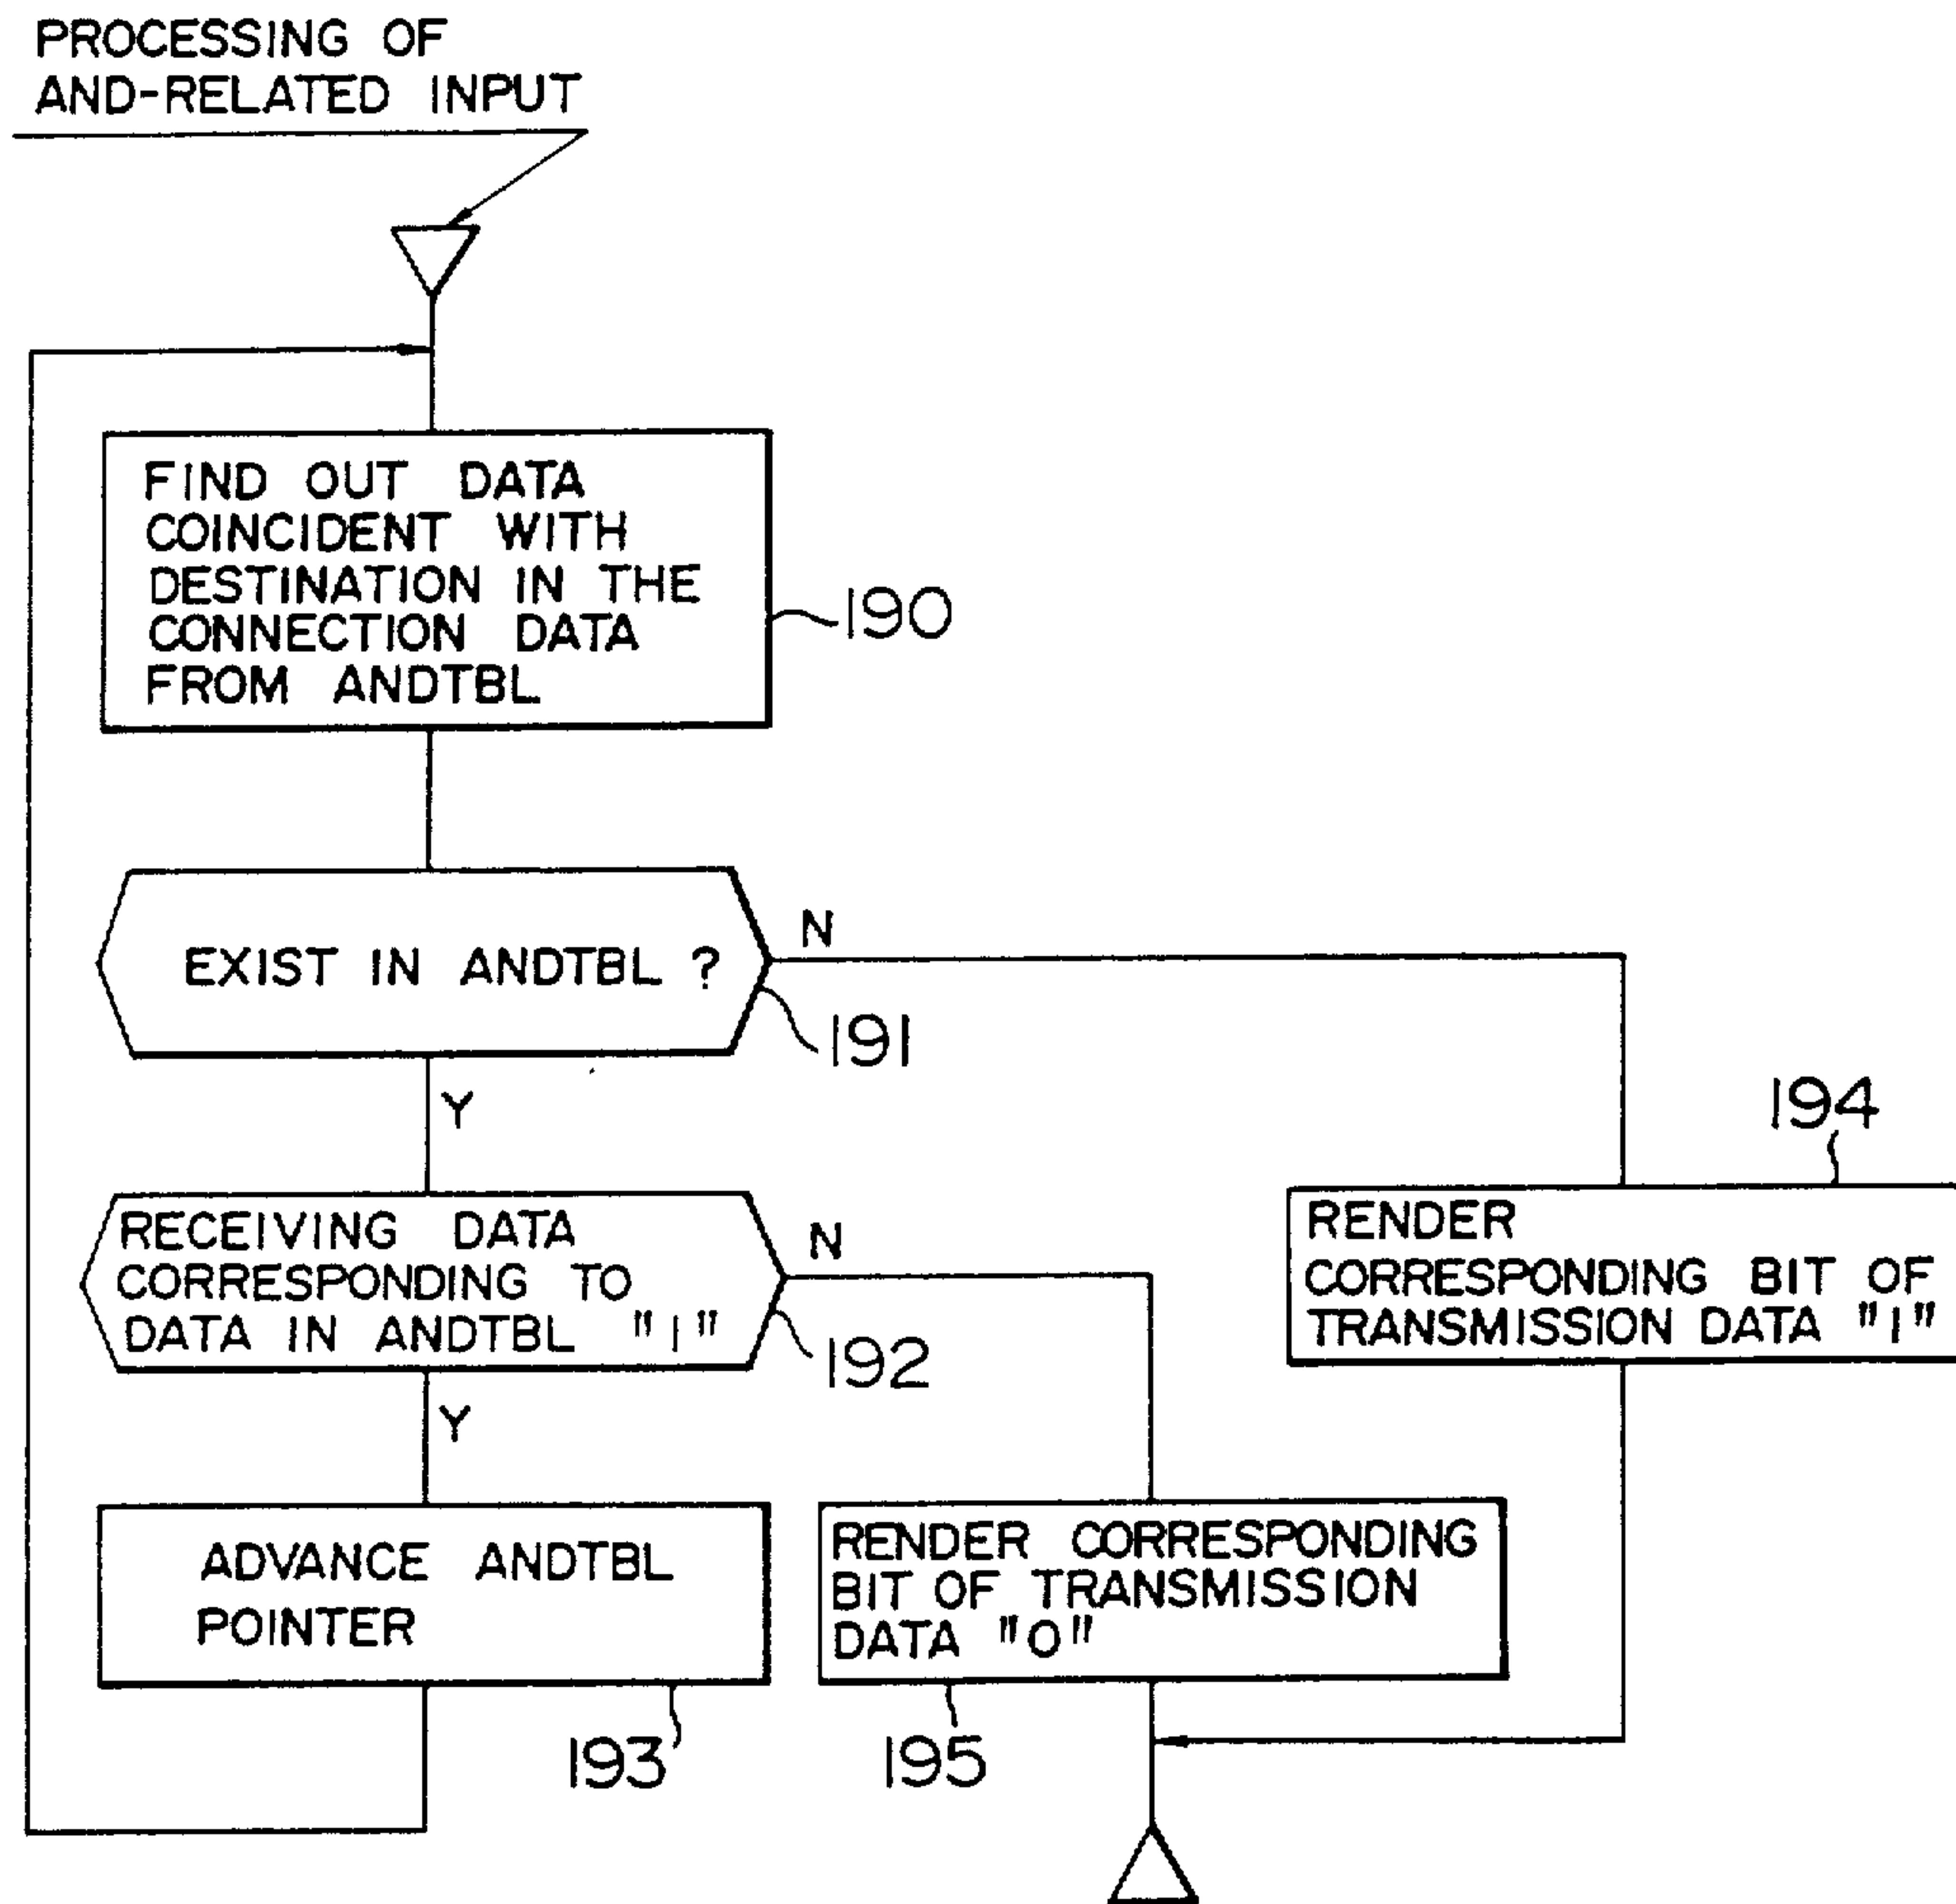 PROCESSING OF
AND-RELATED INPUT
FIND OUT DATA
COINCIDENT WITH
DESTINATION IN THE
CONNECTION DATA
FROM ANDTBL
190
EXIST IN ANDTBL ?
N
191
Y
194
RECEIVING DATA
CORRESPONDING TO
DATA IN ANDTBL "1"
N
192
RENDER
CORRESPONDING BIT OF
TRANSMISSION DATA "1"
Y
ADVANCE ANDTBL
POINTER
193
RENDER CORRESPONDING
BIT OF TRANSMISSION
DATA "0"
195